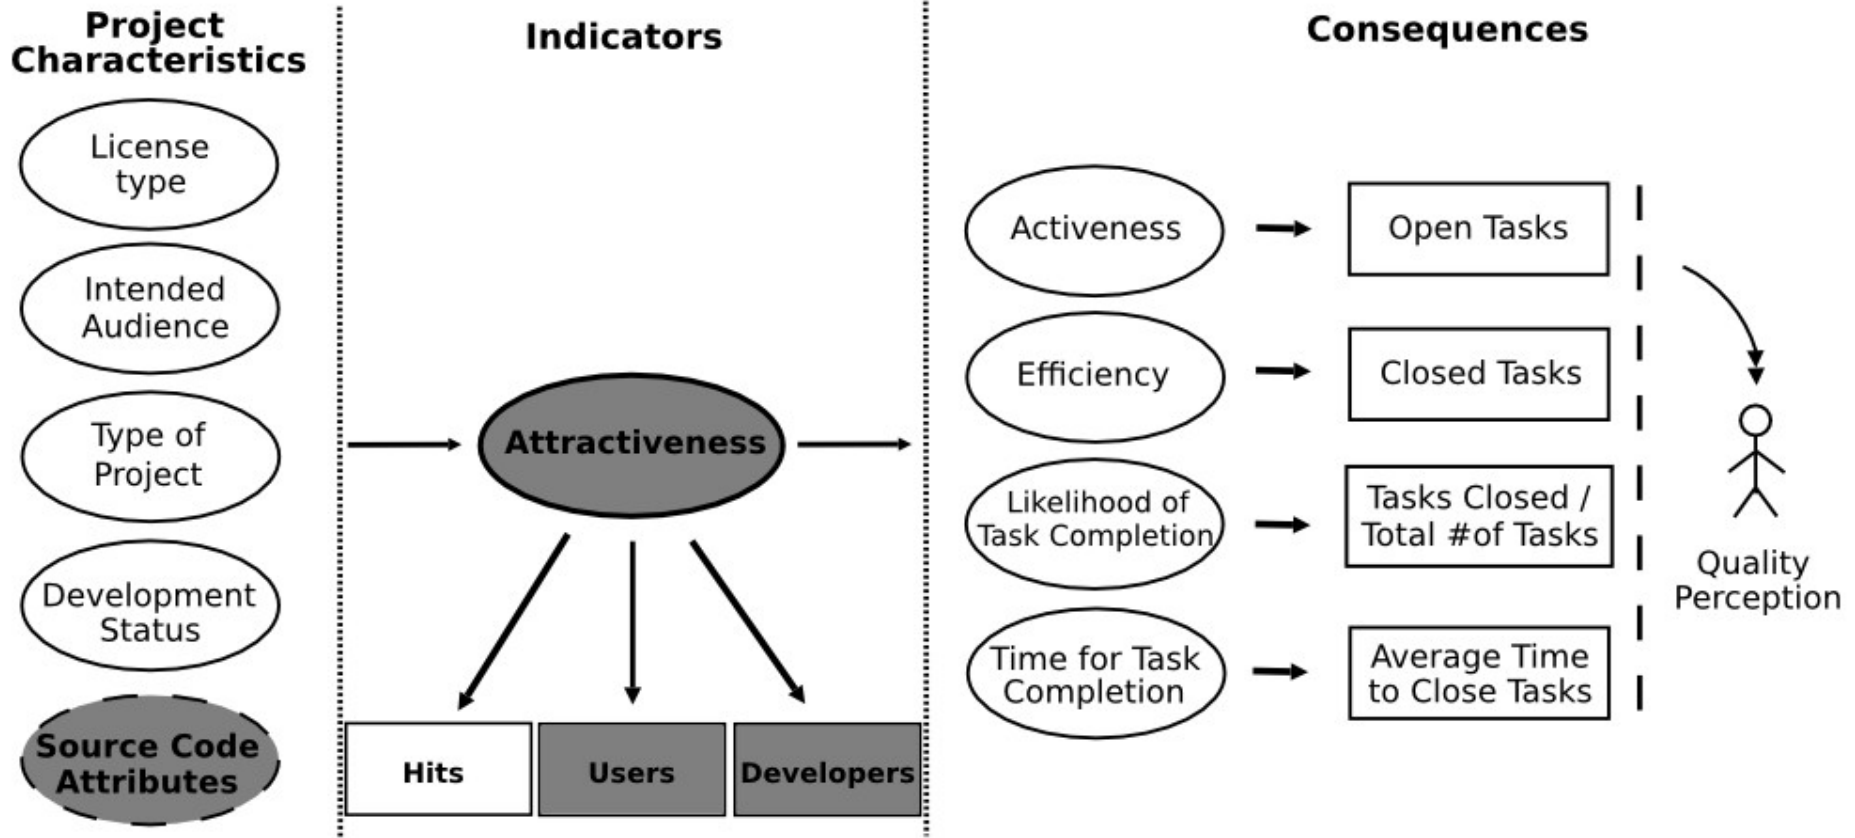 Project
Characteristics
License
type
Intended
Audience
Type of
Project
Development
Status
Source Code
Attributes
Indicators
Attractiveness
Hits
Users
Developers
Consequences
Activeness
Open Tasks
Efficiency
Closed Tasks
Likelihood of
Task Completion
Tasks Closed /
Total #of Tasks
Time for Task
Completion
Average Time
to Close Tasks
Quality
Perception